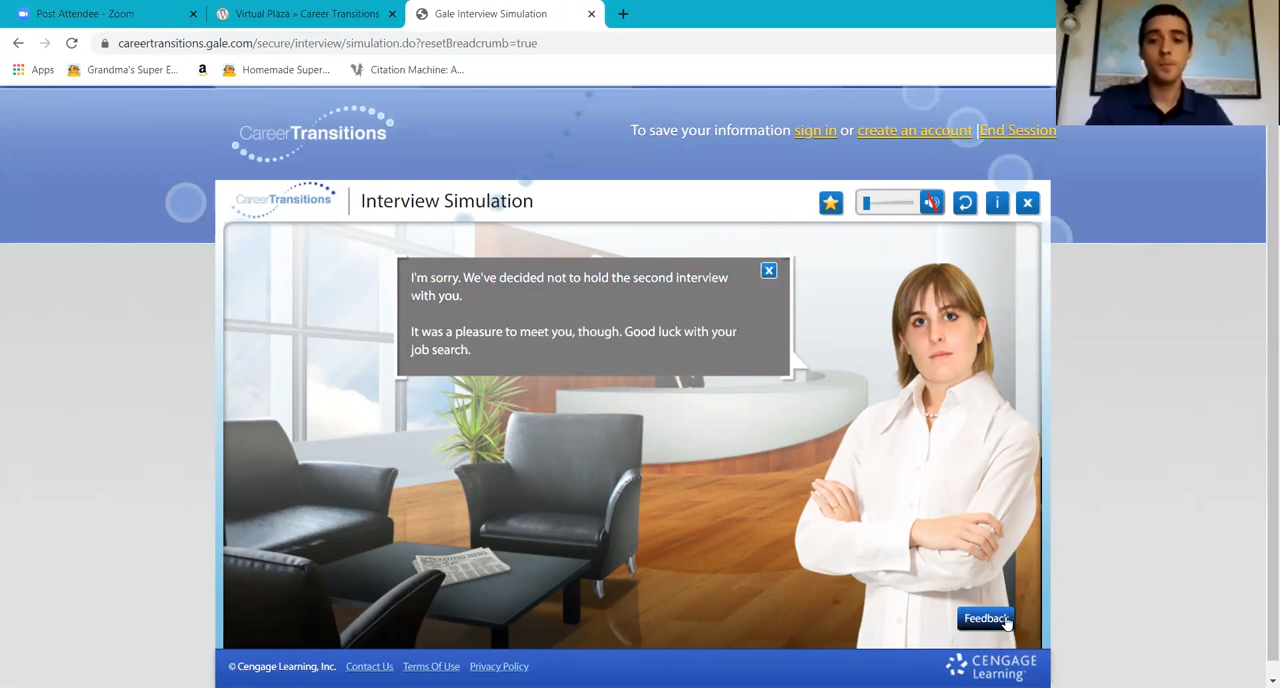 Post Attendee - Zoom
Virtual Plaza » Career Transitions
Gale Interview Simulation
careertransitions.gale.com/secure/interview/simulation.do?resetBreadcrumb=true
Apps
Grandma's Super E...
Homemade Super...
Citation Machine: A...
CareerTransitions
To save your information sign in or create an account |End Session
CareerTransitions
Interview Simulation
I'm sorry. We've decided not to hold the second interview
with you.
It was a pleasure to meet you, though. Good luck with your
job search.
Feedback
© Cengage Learning, Inc. Contact Us Terms Of Use Privacy Policy
CENGAGE
Learning™